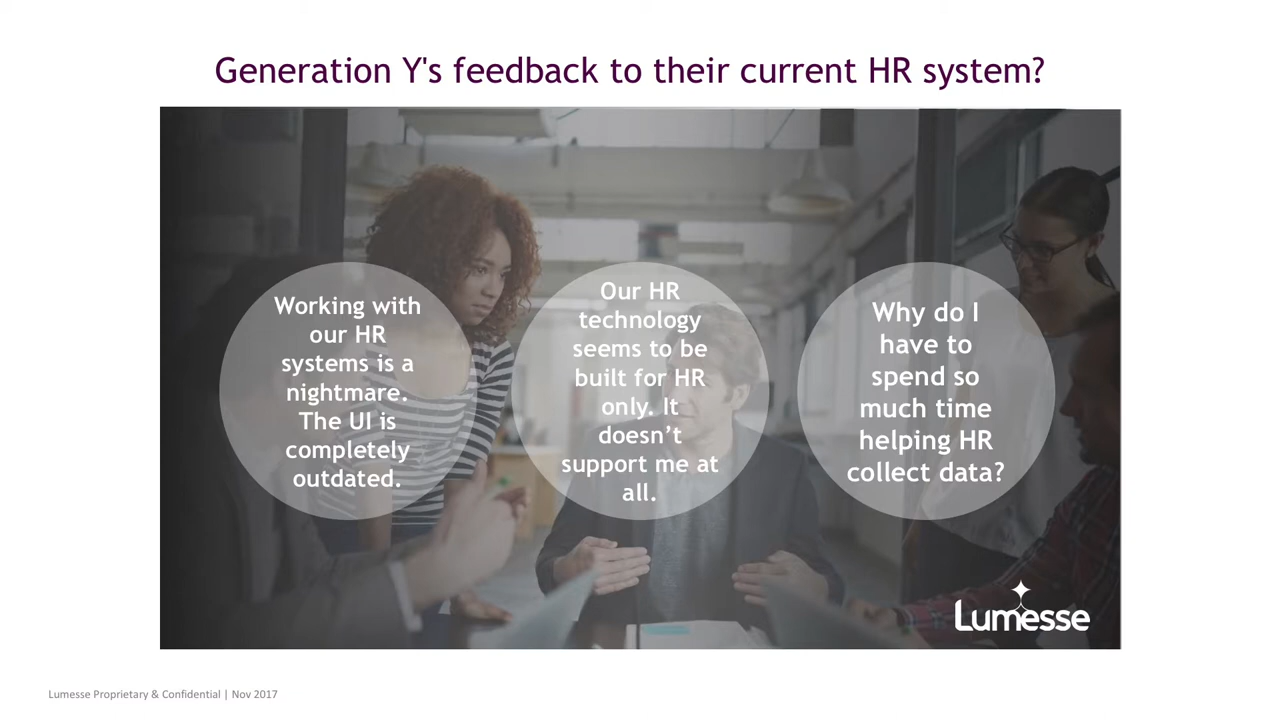 Generation Y's feedback to their current HR system?
Working with
our HR
systems is a
nightmare.
The UI is
completely
outdated.
Our HR
technology
seems to be
built for HR
only. It
doesn’t
support me at
all.
Why do I
have to
spend so
much time
helping HR
collect data?
Lumesse
Lumesse Proprietary & Confidential | Nov 2017